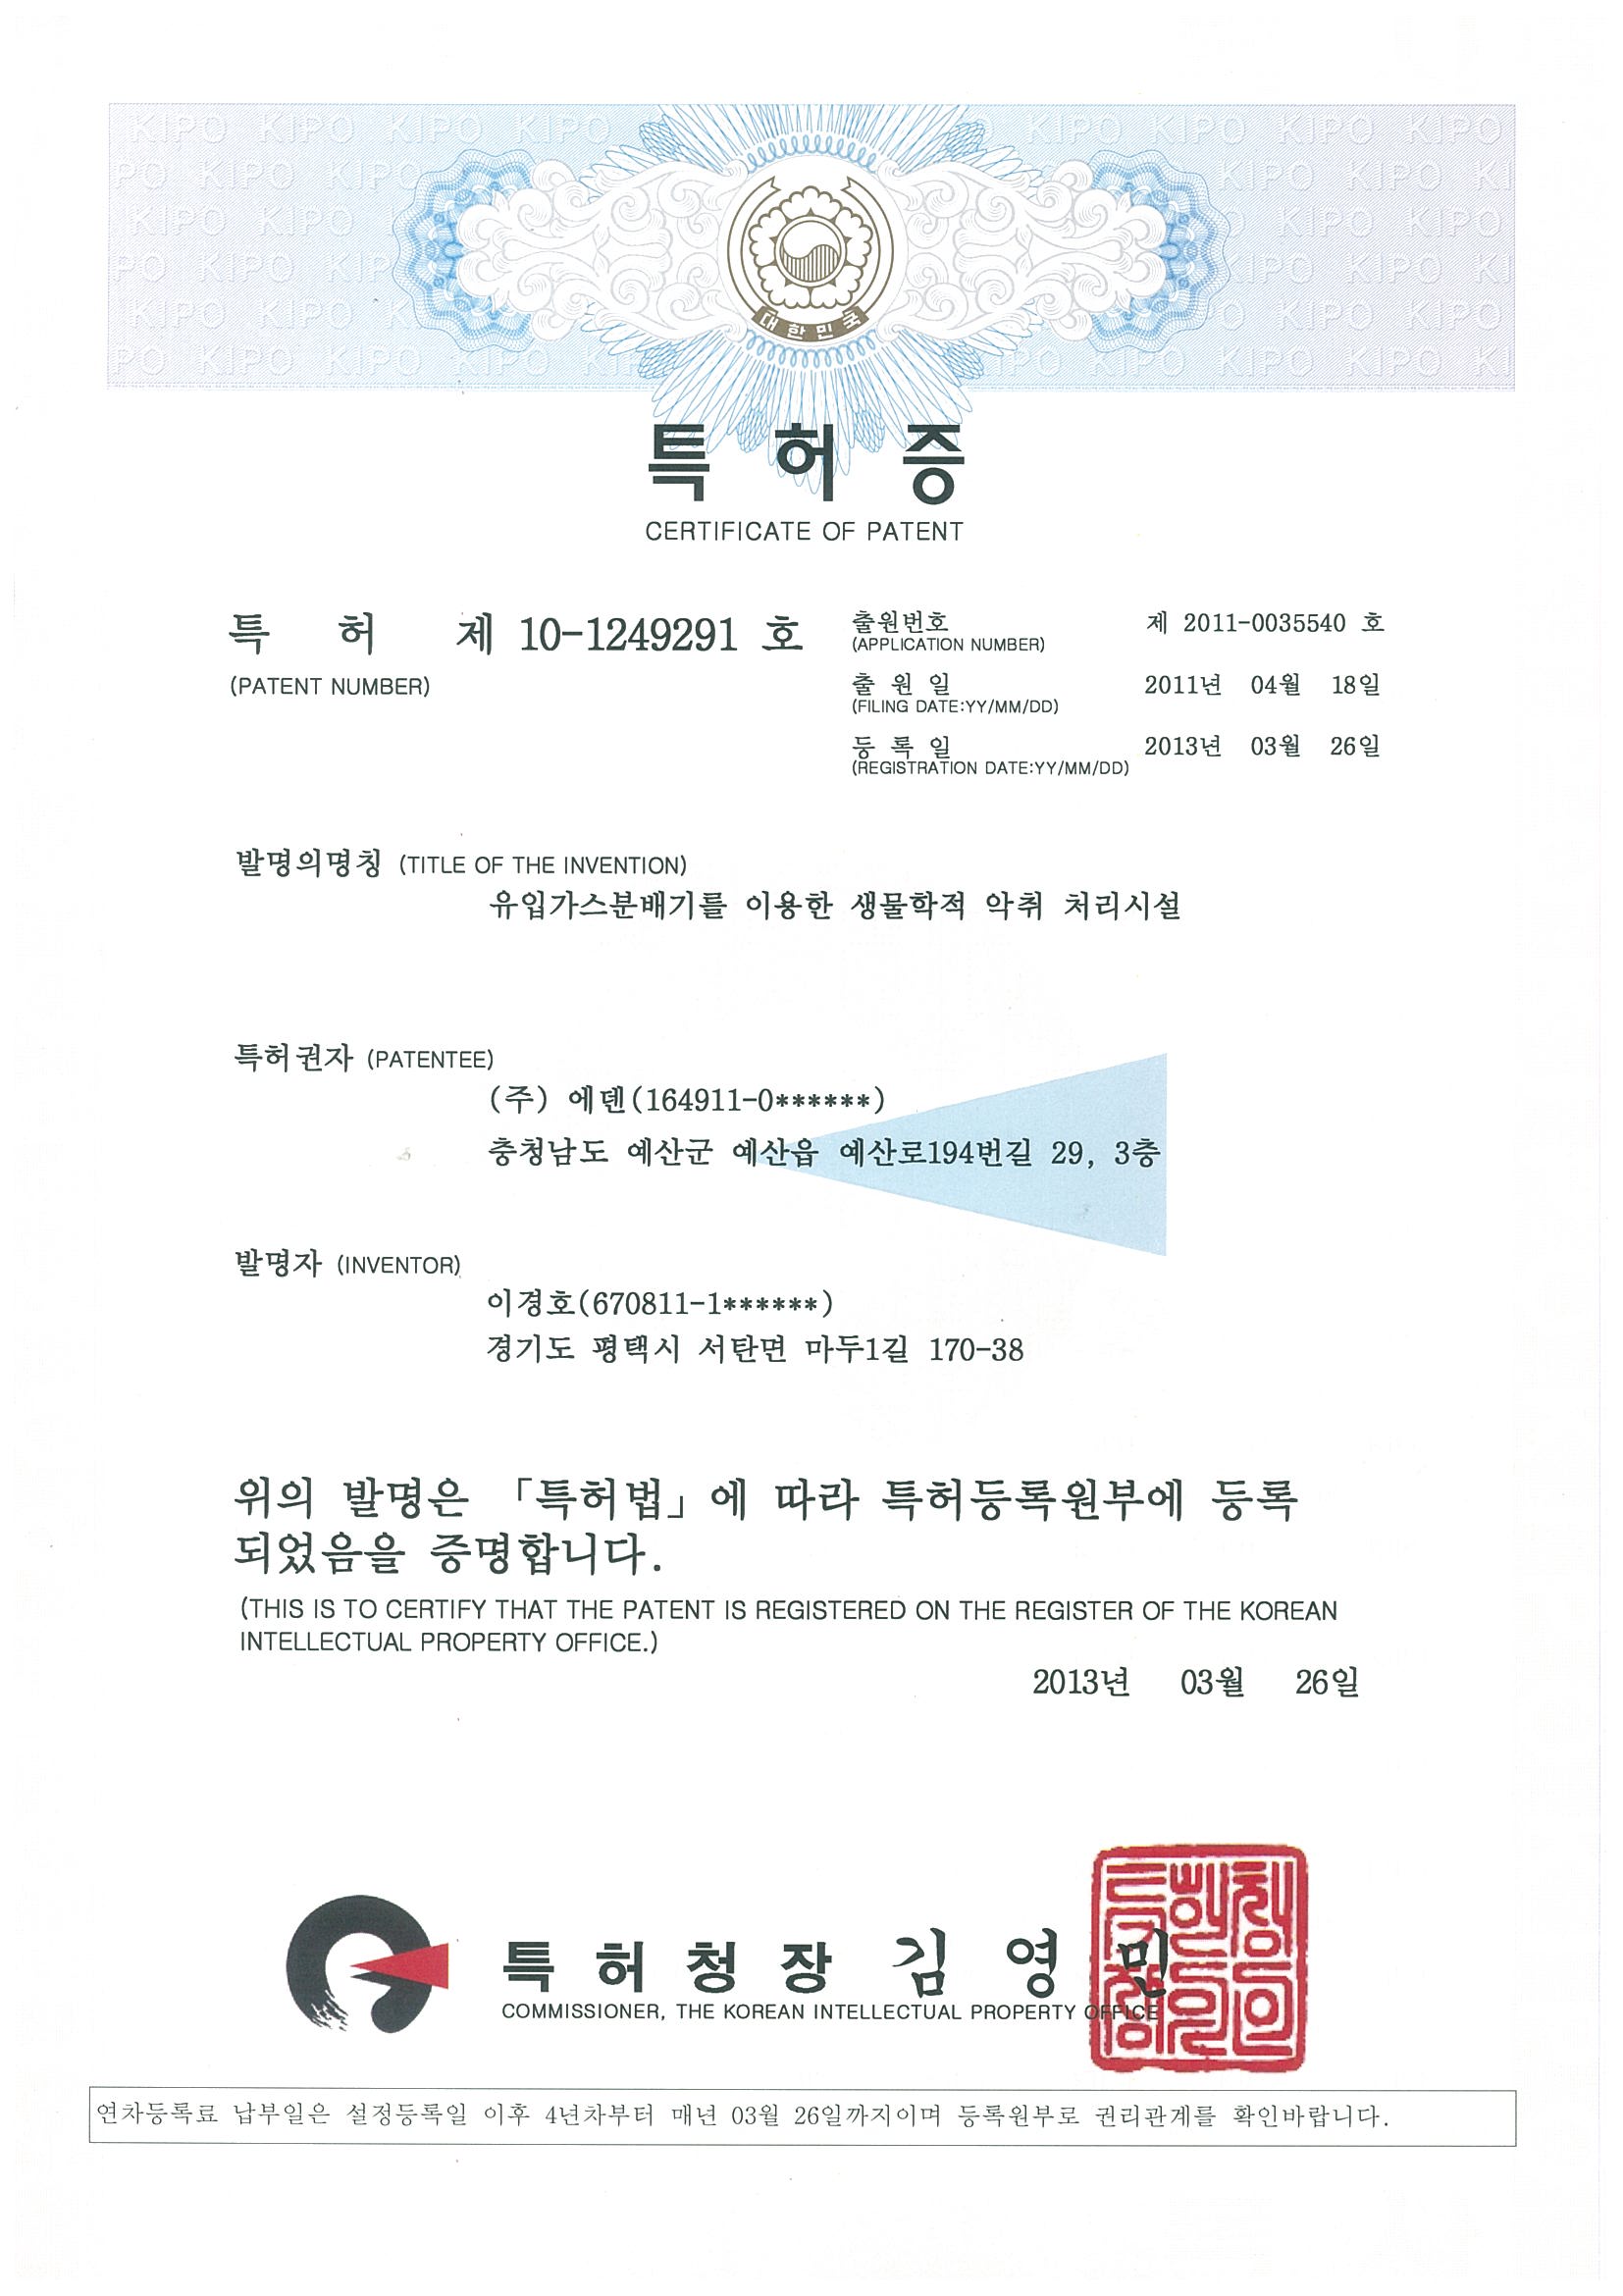 대한민국
특 허 증
CERTIFICATE OF PATENT
특 허 제 10-1249291 호
(PATENT NUMBER)
출원번호 제 2011-0035540 호
(APPLICATION NUMBER)
출 원 일 2011년 04월 18일
(FILING DATE:YY/MM/DD)
등 록 일 2013년 03월 26일
(REGISTRATION DATE:YY/MM/DD)
발명의명칭 (TITLE OF THE INVENTION)
유입가스분배기를 이용한 생물학적 악취 처리시설
특허권자 (PATENTEE)
(주) 에덴(164911-0******)
충청남도 예산군 예산읍 예산로194번길 29, 3층
발명자 (INVENTOR)
이경호(670811-1******)
경기도 평택시 서탄면 마두1길 170-38
위의 발명은 「특허법」에 따라 특허등록원부에 등록
되었음을 증명합니다.
(THIS IS TO CERTIFY THAT THE PATENT IS REGISTERED ON THE REGISTER OF THE KOREAN
INTELLECTUAL PROPERTY OFFICE.)
2013년 03월 26일
특 허 청 장 김 영 민
COMMISSIONER, THE KOREAN INTELLECTUAL PROPERTY OFFICE
연차등록료 납부일은 설정등록일 이후 4년차부터 매년 03월 26일까지이며 등록원부로 권리관계를 확인바랍니다.